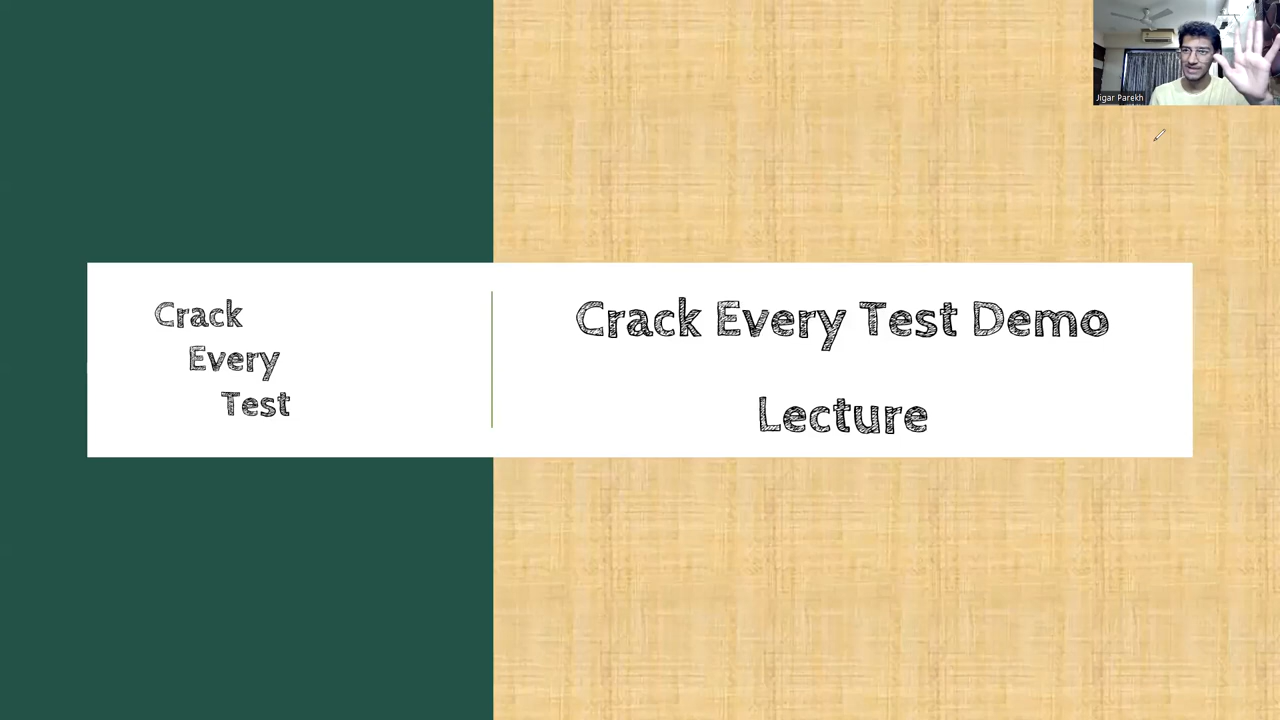 Jigar Parekh
Crack
Every
Test
Crack Every Test Demo
Lecture